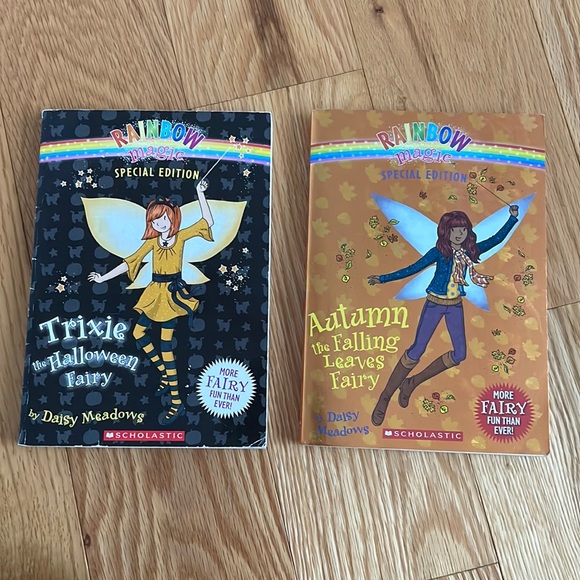 RAINBOW
magic
SPECIAL EDITION
Trixie
the Halloween
Fairy
by Daisy Meadows
MORE
FAIRY
FUN THAN
EVER!
SCHOLASTIC
RAINBOW
magic
SPECIAL EDITION
Autumn
the Falling
Leaves
Fairy
by Daisy
Meadows
MORE
FAIRY
FUN THAN
EVER!
SCHOLASTIC